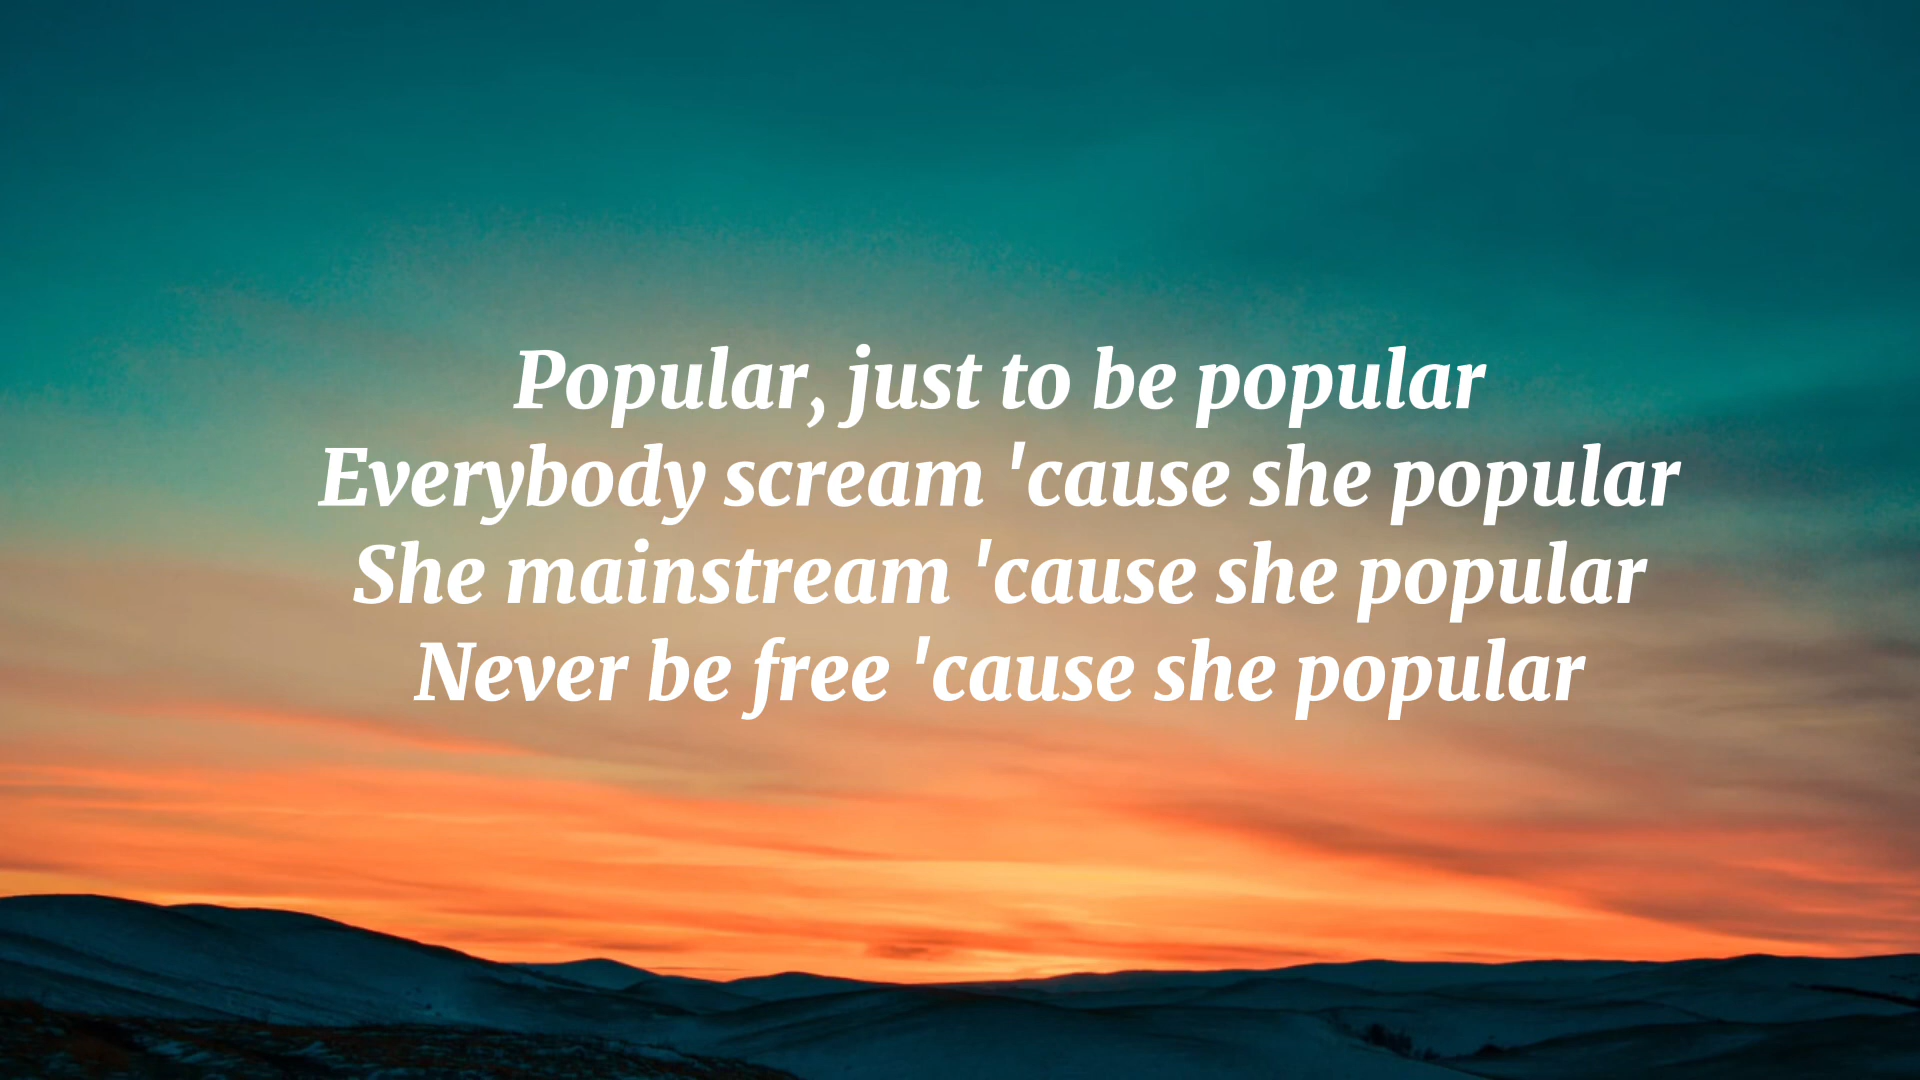 Popular, just to be popular
Everybody scream 'cause she popular
She mainstream 'cause she popular
Never be free 'cause she popular